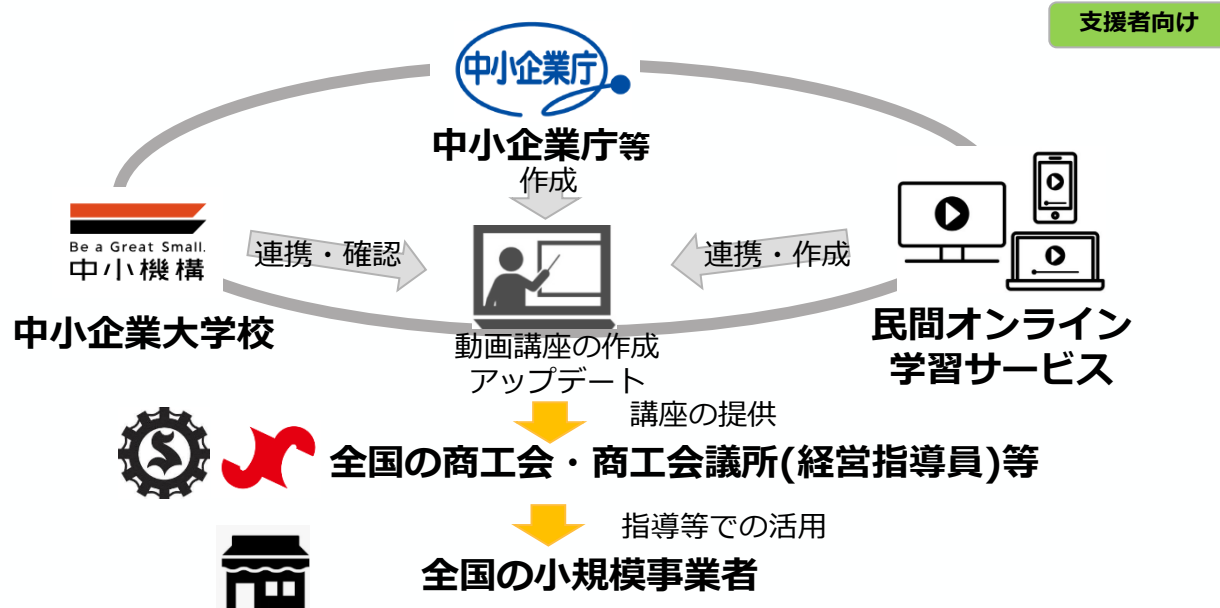 支援者向け
中小企業庁
中小企業庁等
作成
Be a Great Small.
中小機構
連携・確認
連携・作成
中小企業大学校
民間オンライン
学習サービス
動画講座の作成
アップデート
講座の提供
全国の商工会・商工会議所(経営指導員)等
指導等での活用
全国の小規模事業者